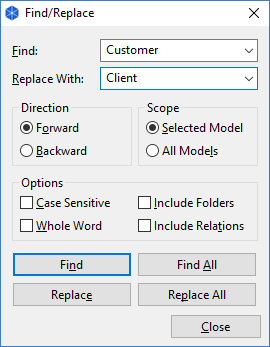 Find/Replace
Find: Customer
Replace With: Client
Direction Scope
Forward Selected Model
Backward All Models
Options
Case Sensitive Include Folders
Whole Word Include Relations
Find Find All
Replace Replace All
Close